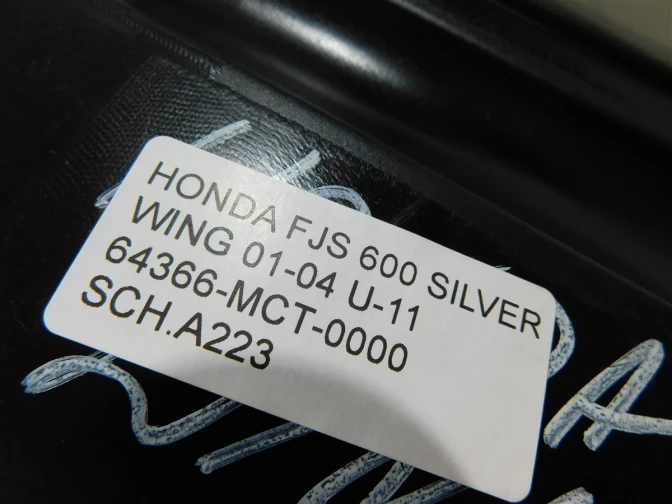 HONDA FJS 600 SILVER
WING 01-04 U-11
64366-MCT-0000
SCH.A223